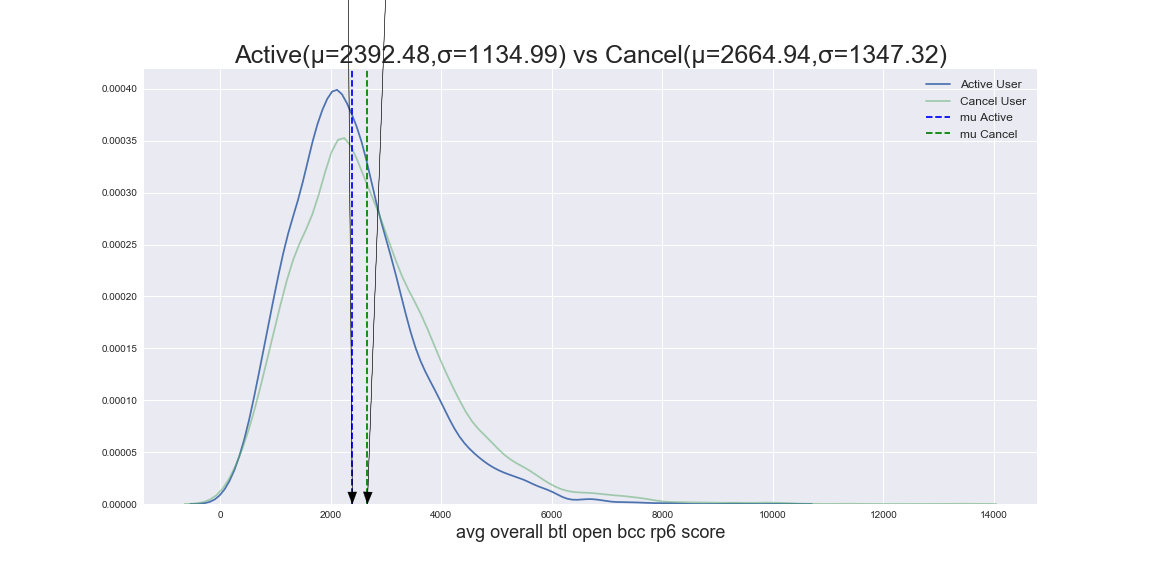 Active(μ=2392.48,σ=1134.99) vs Cancel(μ=2664.94,σ=1347.32)
Active User
Cancel User
mu Active
mu Cancel
0.00040
0.00035
0.00030
0.00025
0.00020
0.00015
0.00010
0.00005
0.00000
0 2000 4000 6000 8000 10000 12000 14000
avg overall btl open bcc rp6 score